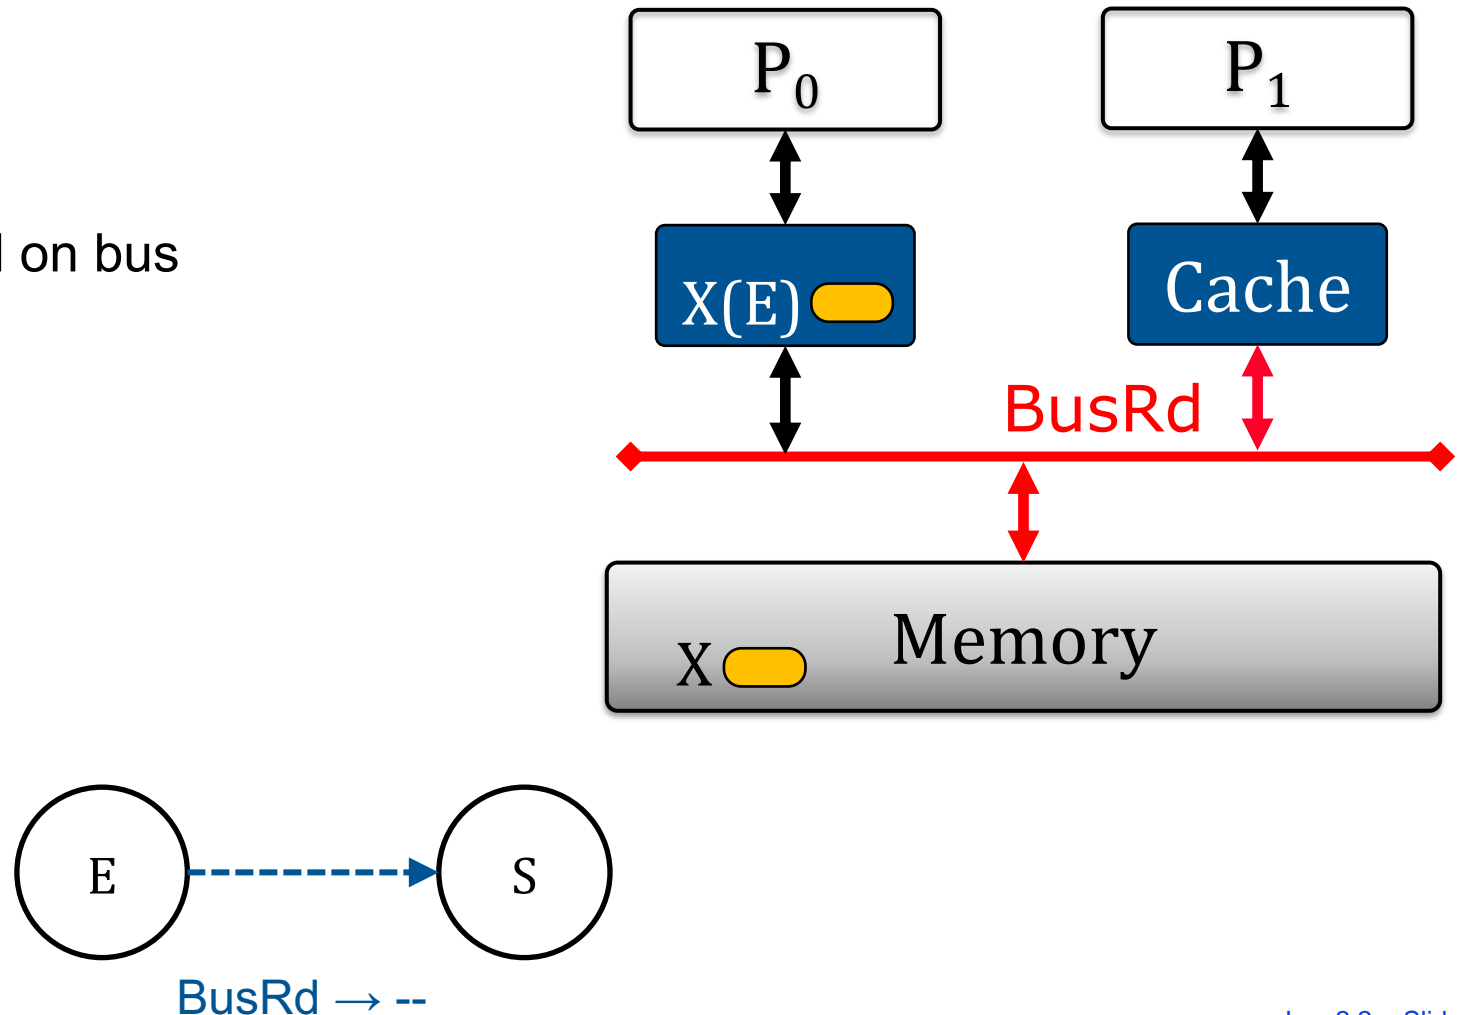 P0
P1
on bus
X(E)
Cache
BusRd
Memory
X
E
S
BusRd → --